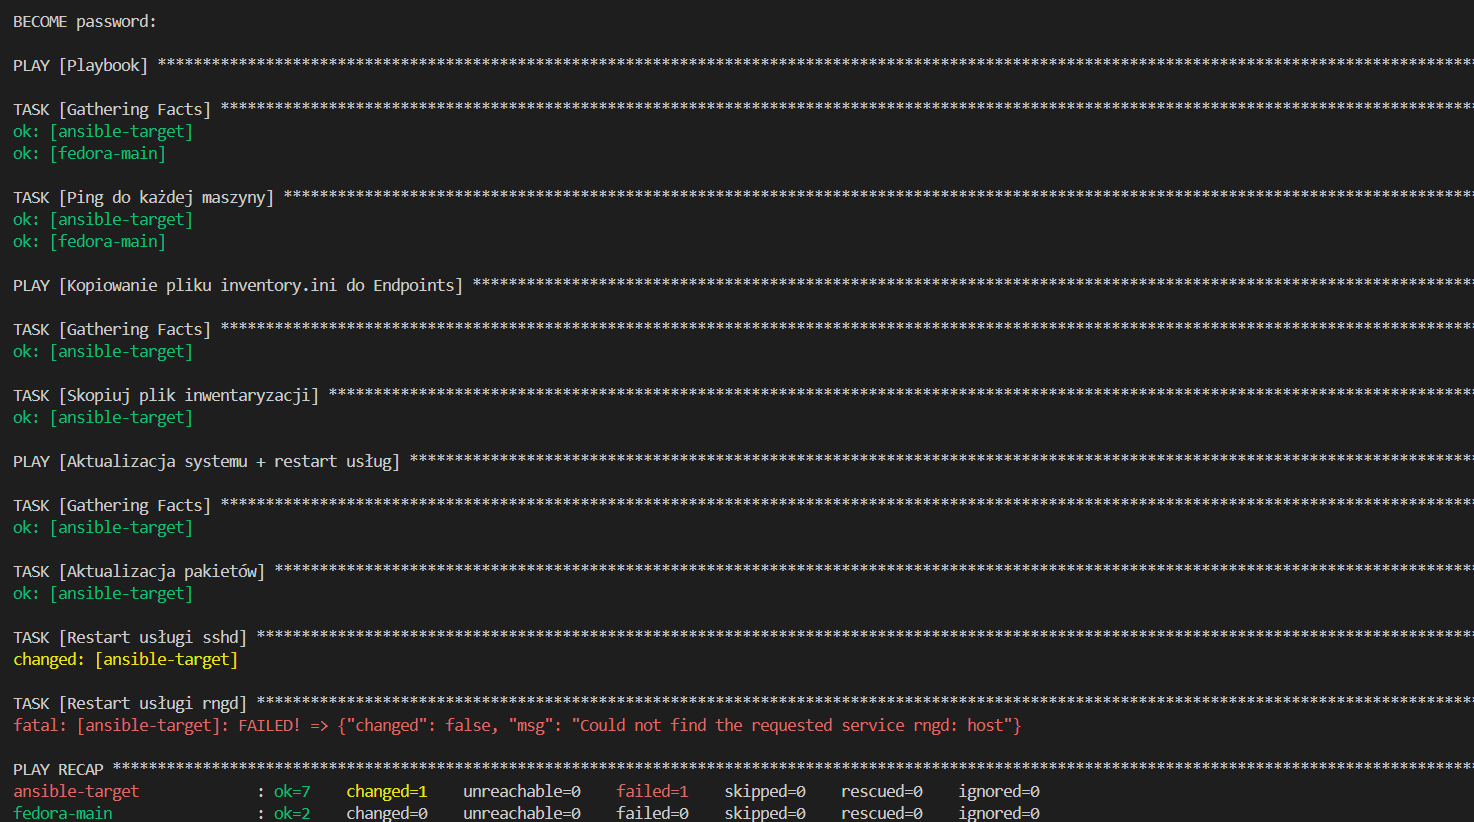 BECOME password:
PLAY [Playbook] **************************************************************************************************************************************************
TASK [Gathering Facts] *******************************************************************************************************************************************
ok: [ansible-target]
ok: [fedora-main]
TASK [Ping do każdej maszyny] ************************************************************************************************************************************
ok: [ansible-target]
ok: [fedora-main]
PLAY [Kopiowanie pliku inventory.ini do Endpoints] ***************************************************************************************************************
TASK [Gathering Facts] *******************************************************************************************************************************************
ok: [ansible-target]
TASK [Skopiuj plik inwentaryzacji] *******************************************************************************************************************************
ok: [ansible-target]
PLAY [Aktualizacja systemu + restart usług] **********************************************************************************************************************
TASK [Gathering Facts] *******************************************************************************************************************************************
ok: [ansible-target]
TASK [Aktualizacja pakietów] *************************************************************************************************************************************
ok: [ansible-target]
TASK [Restart usługi sshd] ***************************************************************************************************************************************
changed: [ansible-target]
TASK [Restart usługi rngd] ***************************************************************************************************************************************
fatal: [ansible-target]: FAILED! => {"changed": false, "msg": "Could not find the requested service rngd: host"}
PLAY RECAP *******************************************************************************************************************************************************
ansible-target             : ok=7    changed=1    unreachable=0    failed=1    skipped=0    rescued=0    ignored=0
fedora-main                : ok=2    changed=0    unreachable=0    failed=0    skipped=0    rescued=0    ignored=0